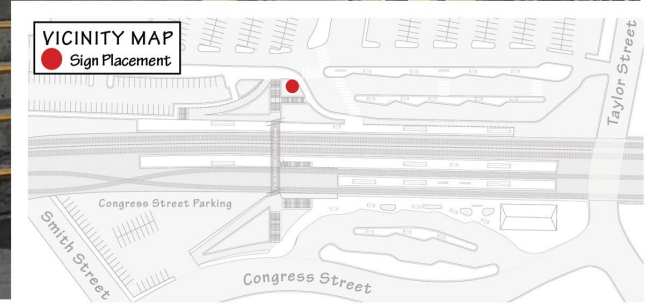 VICINITY MAP
Sign Placement
Taylor Street
Congress Street Parking
Smith Street
Congress Street